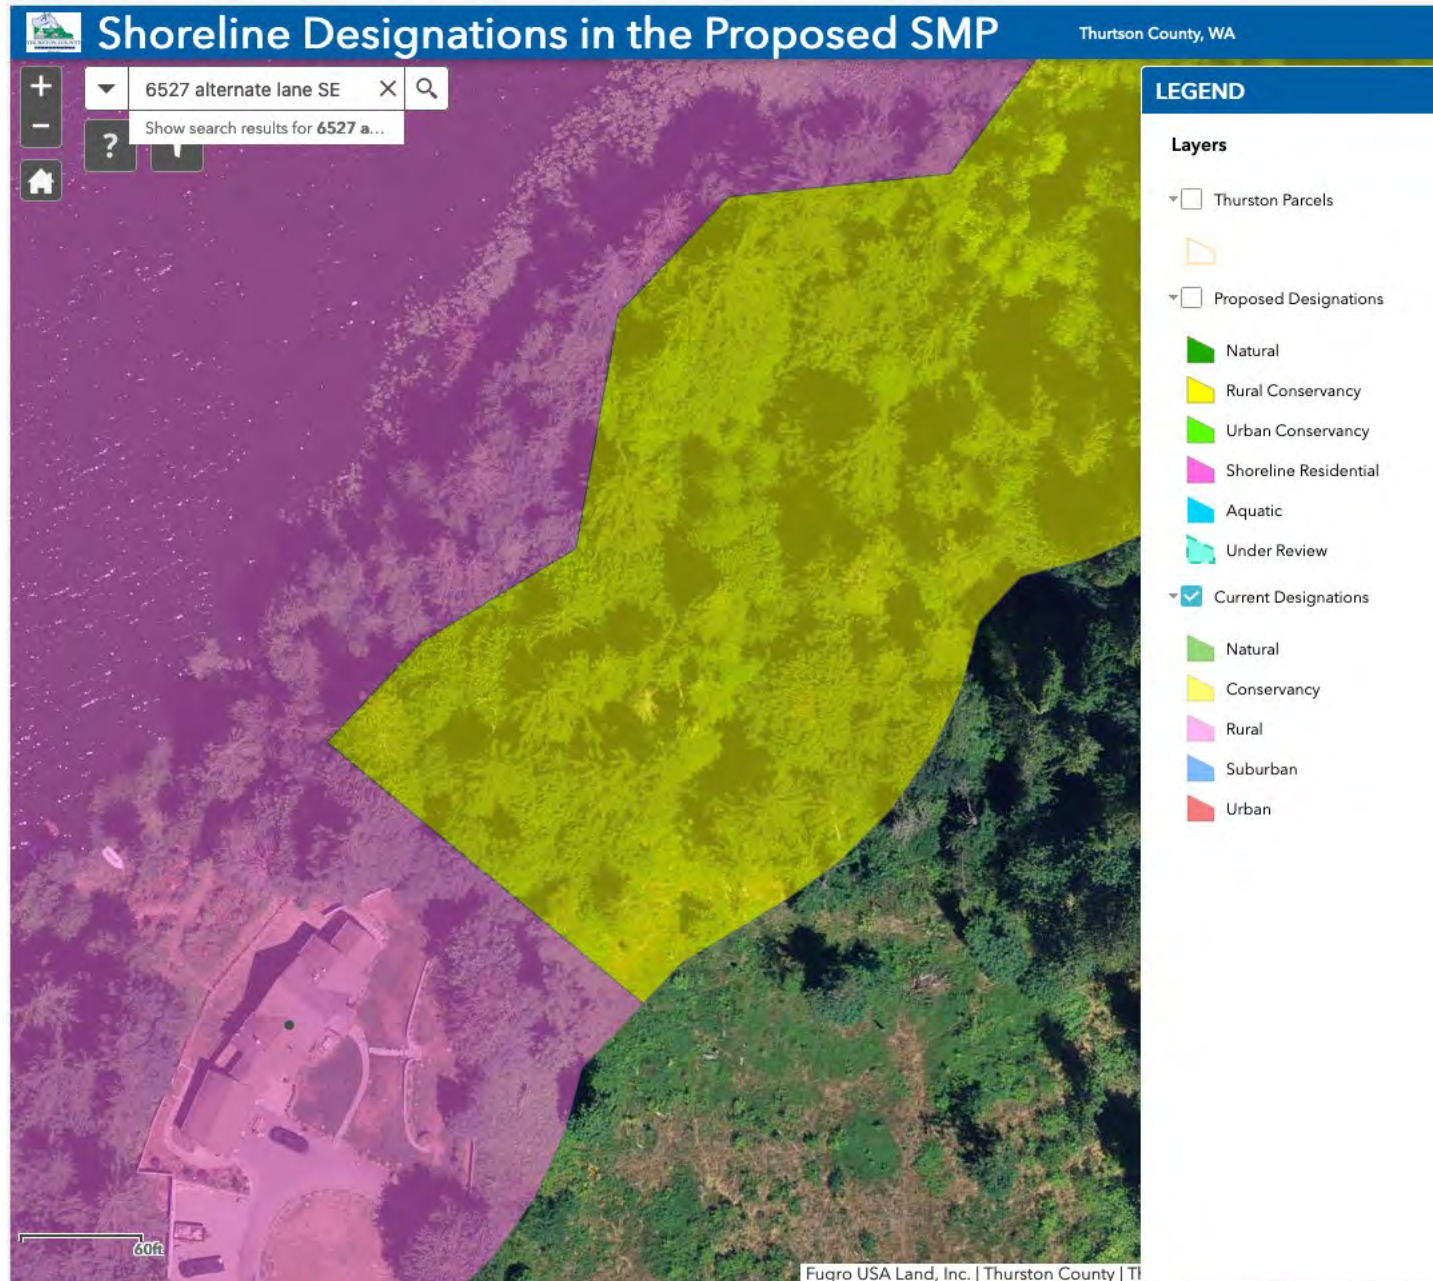 Shoreline Designations in the Proposed SMP
Thurtson County, WA
+
6527 alternate lane SE
−
Show search results for 6527 a...
?
LEGEND
Layers
Thurston Parcels
Proposed Designations
Natural
Rural Conservancy
Urban Conservancy
Shoreline Residential
Aquatic
Under Review
Current Designations
Natural
Conservancy
Rural
Suburban
Urban
60ft
Fugro USA Land, Inc. | Thurston County | Th